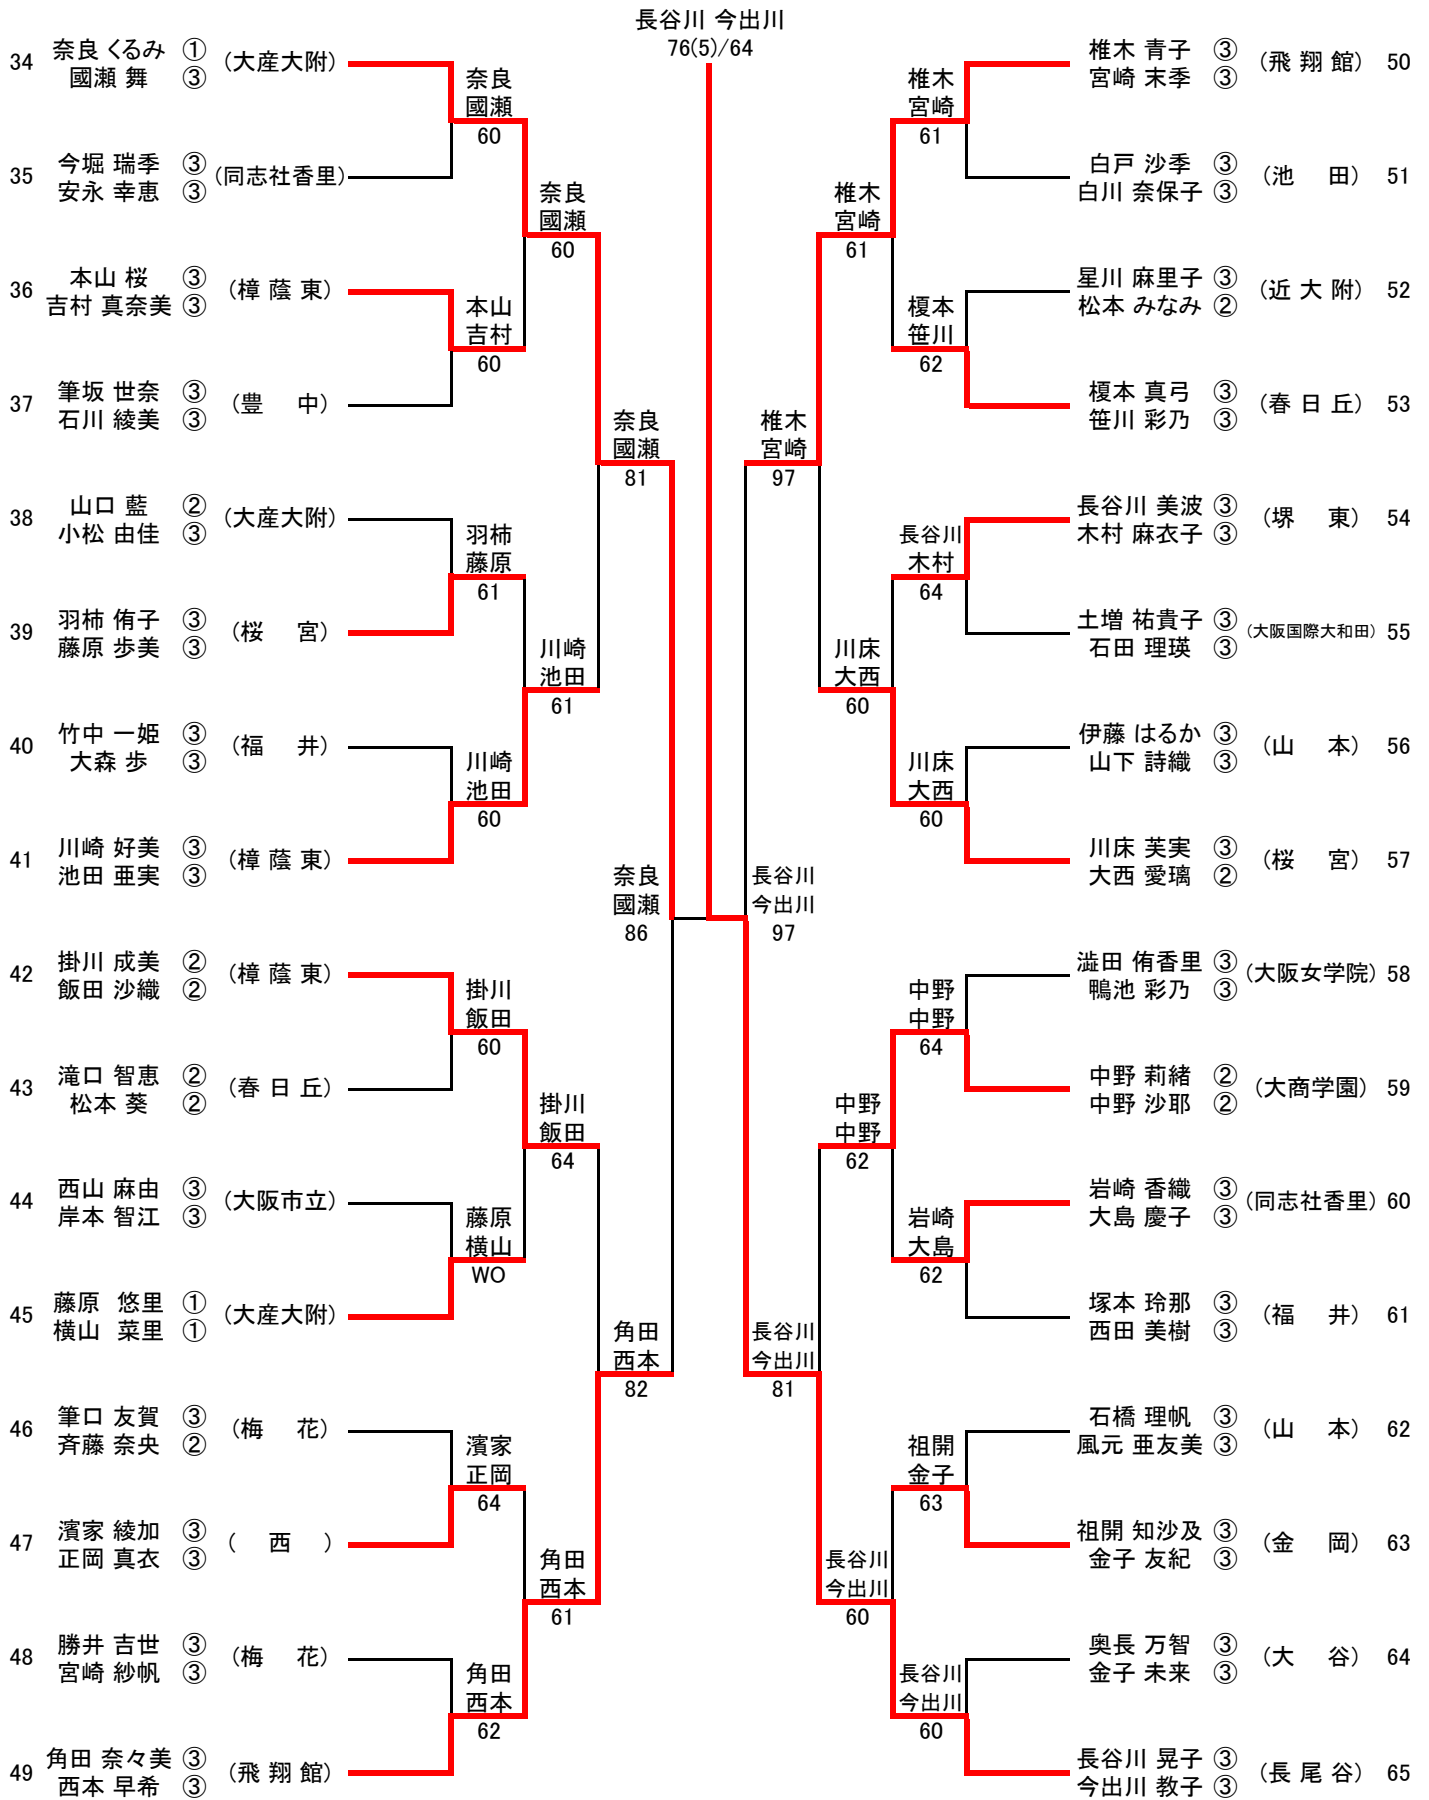 長谷川 今出川
76(5)/64
34 奈良 くるみ ① (大産大附)
國瀬 舞 ③
35 今堀 瑞季 ③ (同志社香里)
安永 幸恵 ③
36 本山 桜 ③ (樟 蔭 東)
吉村 真奈美 ③
37 筆坂 世奈 ③ (豊 中)
石川 綾美 ③
38 山口 藍 ② (大産大附)
小松 由佳 ③
39 羽柿 侑子 ③ (桜 宮)
藤原 歩美 ③
40 竹中 一姫 ③ (福 井)
大森 歩 ③
41 川崎 好美 ③ (樟 蔭 東)
池田 亜実 ③
42 掛川 成美 ② (樟 蔭 東)
飯田 沙織 ②
43 滝口 智恵 ② (春 日 丘)
松本 葵 ②
44 西山 麻由 ③ (大阪市立)
岸本 智江 ③
45 藤原 悠里 ① (大産大附)
横山 菜里 ①
46 筆口 友賀 ③ (梅 花)
斉藤 奈央 ②
47 濱家 綾加 ③ (西)
正岡 真衣 ③
48 勝井 吉世 ③ (梅 花)
宮崎 紗帆 ③
49 角田 奈々美 ③ (飛 翔 館)
西本 早希 ③
奈良
國瀬
60
本山
吉村
60
羽柿
藤原
61
川崎
池田
60
掛川
飯田
60
藤原
横山
WO
濱家
正岡
64
角田
西本
62
奈良
國瀬
60
川崎
池田
61
掛川
飯田
64
角田
西本
61
奈良
國瀬
81
角田
西本
82
奈良
國瀬
86
長谷川
今出川
97
椎木
宮崎
97
長谷川
今出川
81
椎木
宮崎
61
川床
大西
60
中野
中野
62
長谷川
今出川
60
椎木
宮崎
61
榎本
笹川
62
長谷川
木村
64
川床
大西
60
中野
中野
64
岩崎
大島
62
祖開
金子
63
長谷川
今出川
60
椎木 青子 ③ (飛 翔 館) 50
宮崎 末季 ③
白戸 沙季 ③ (池 田) 51
白川 奈保子 ③
星川 麻里子 ③ (近 大 附) 52
松本 みなみ ②
榎本 真弓 ③ (春 日 丘) 53
笹川 彩乃 ③
長谷川 美波 ③ (堺 東) 54
木村 麻衣子 ③
土増 祐貴子 ③ (大阪国際大和田) 55
石田 理瑛 ③
伊藤 はるか ③ (山 本) 56
山下 詩織 ③
川床 芙実 ③ (桜 宮) 57
大西 愛璃 ②
澁田 侑香里 ③ (大阪女学院) 58
鴨池 彩乃 ③
中野 莉緒 ② (大商学園) 59
中野 沙耶 ②
岩崎 香織 ③ (同志社香里) 60
大島 慶子 ③
塚本 玲那 ③ (福 井) 61
西田 美樹 ③
石橋 理帆 ③ (山 本) 62
風元 亜友美 ③
祖開 知沙及 ③ (金 岡) 63
金子 友紀 ③
奥長 万智 ③ (大 谷) 64
金子 未来 ③
長谷川 晃子 ③ (長 尾 谷) 65
今出川 教子 ③